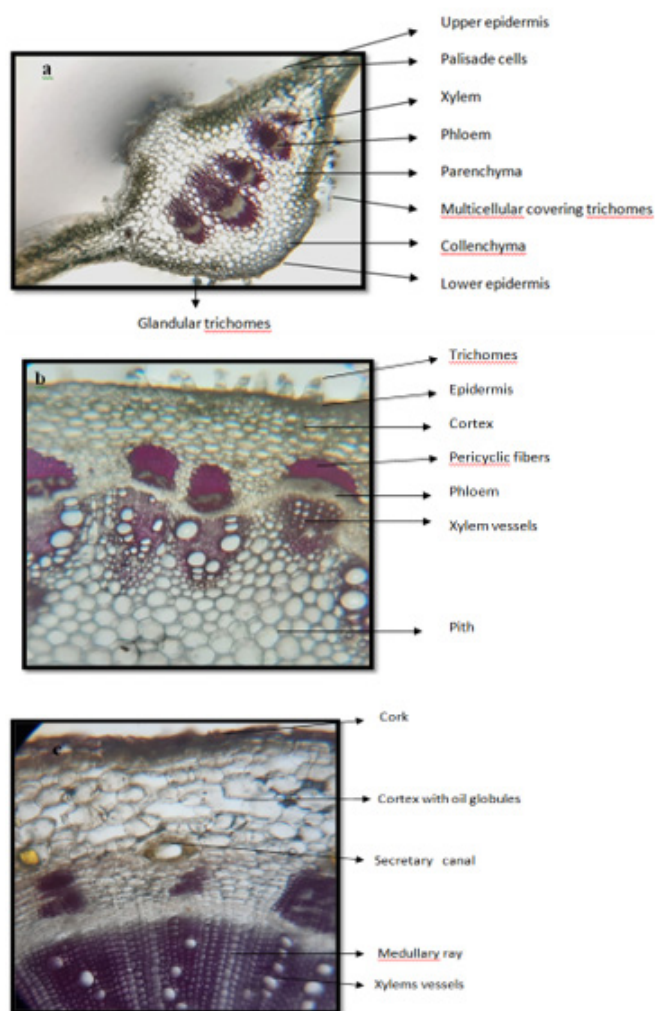 a
Upper epidermis
Palisade cells
Xylem
Phloem
Parenchyma
Multicellular covering trichomes
Collenchyma
Lower epidermis
Glandular trichomes
b
Trichomes
Epidermis
Cortex
Pericyclic fibers
Phloem
Xylem vessels
Pith
c
Cork
Cortex with oil globules
Secretary canal
Medullary ray
Xylems vessels